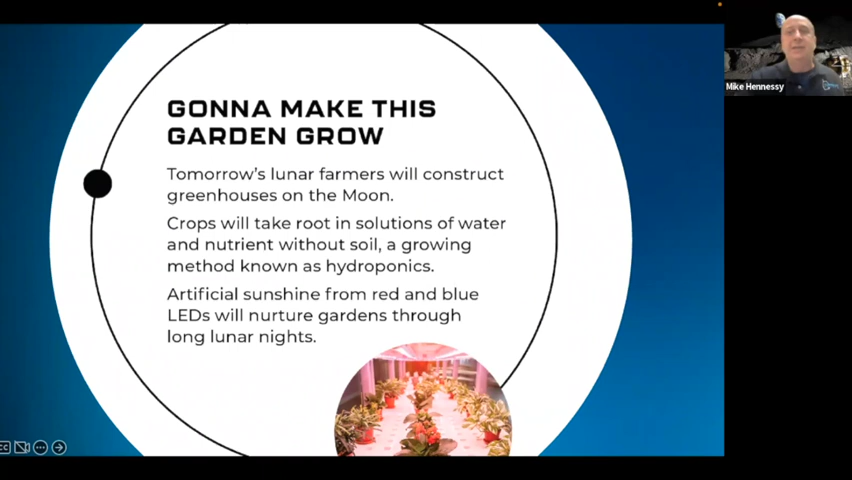 GONNA MAKE THIS
GARDEN GROW
Tomorrow's lunar farmers will construct
greenhouses on the Moon.
Crops will take root in solutions of water
and nutrient without soil, a growing
method known as hydroponics.
Artificial sunshine from red and blue
LEDs will nurture gardens through
long lunar nights.
Mike Hennessy
CC